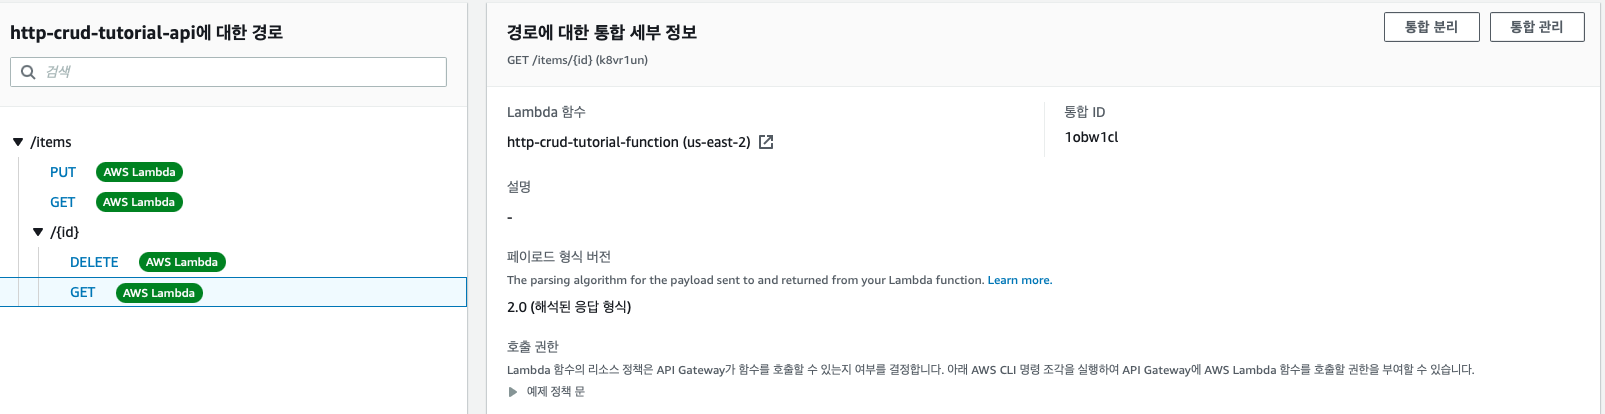 http-crud-tutorial-api에 대한 경로
검색
/items
PUT AWS Lambda
GET AWS Lambda
/{id}
DELETE AWS Lambda
GET AWS Lambda
경로에 대한 통합 세부 정보
통합 분리
통합 관리
GET /items/{id} (k8vr1un)
Lambda 함수
http-crud-tutorial-function (us-east-2)
통합 ID
1obw1cl
설명
-
페이로드 형식 버전
The parsing algorithm for the payload sent to and returned from your Lambda function. Learn more.
2.0 (해석된 응답 형식)
호출 권한
Lambda 함수의 리소스 정책은 API Gateway가 함수를 호출할 수 있는지 여부를 결정합니다. 아래 AWS CLI 명령 조각을 실행하여 API Gateway에 AWS Lambda 함수를 호출할 권한을 부여할 수 있습니다.
예제 정책 문